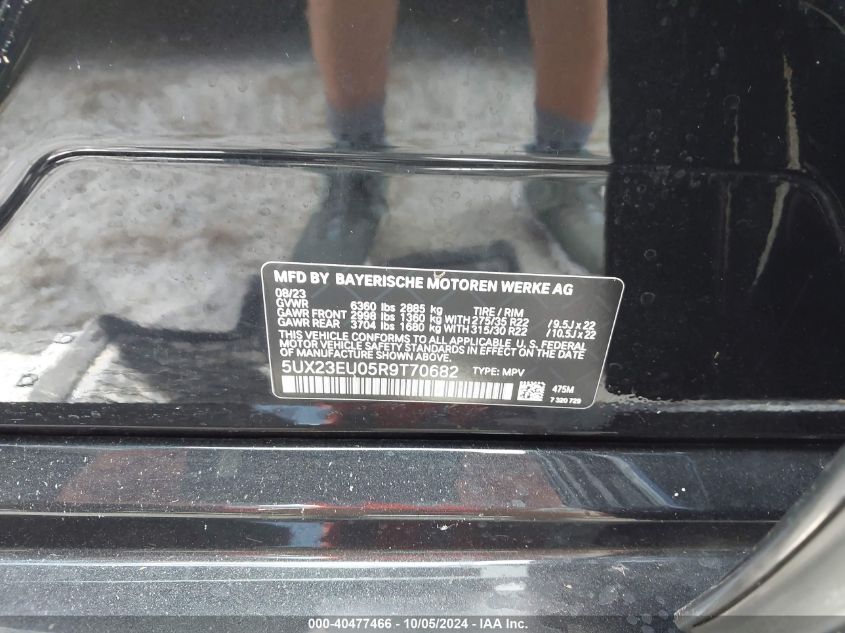 MFD BY BAYERISCHE MOTOREN WERKE AG
08/23
GVWR 6360 lbs 2885 kg TIRE / RIM
GAWR FRONT 2998 lbs 1360 kg WITH 275/35 R22 / 9.5J x 22
GAWR REAR 3704 lbs 1680 kg WITH 315/30 R22 / 10.5J x 22
THIS VEHICLE CONFORMS TO ALL APPLICABLE U.S. FEDERAL
MOTOR VEHICLE SAFETY STANDARDS IN EFFECT ON THE DATE
OF MANUFACTURE SHOWN ABOVE.
5UX23EU05R9T70682 TYPE: MPV
475M
7 320 729
000-40477466 - 10/05/2024 - IAA Inc.